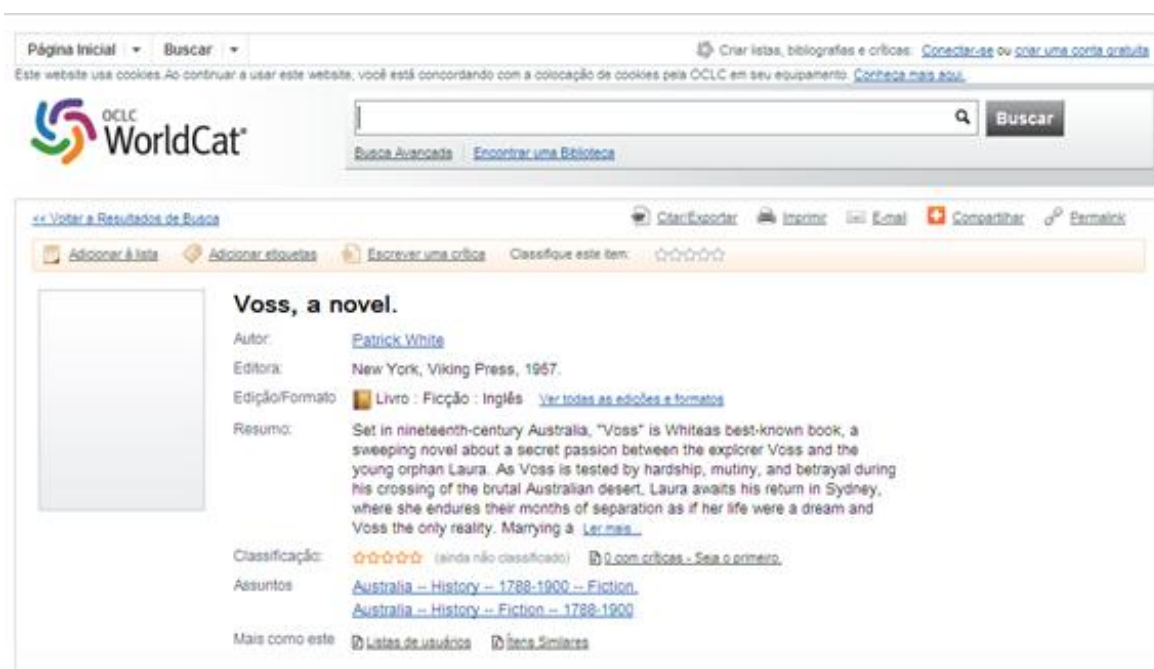 Página Inicial Buscar Criar listas, bibliografias e críticas: Conectar-se ou criar uma conta gratuita
Este website usa cookies.Ao continuar a usar este website, você está concordando com a colocação de cookies pela OCLC em seu equipamento. Conheça mais aqui.
OCLC
WorldCat
Buscar
Busca Avançada Encontrar uma Biblioteca
<< Voltar a Resultados de Busca Citar/Exportar Imprimir E-mail Compartilhar Permalink
Adicionar à lista Adicionar etiquetas Escrever uma crítica Classifique este item:
Voss, a novel.
Autor: Patrick White
Editora: New York, Viking Press, 1957.
Edição/Formato Livro : Ficção : Inglês Ver todas as edições e formatos
Resumo: Set in nineteenth-century Australia, "Voss" is Whiteas best-known book, a
sweeping novel about a secret passion between the explorer Voss and the
young orphan Laura. As Voss is tested by hardship, mutiny, and betrayal during
his crossing of the brutal Australian desert, Laura awaits his return in Sydney,
where she endures their months of separation as if her life were a dream and
Voss the only reality. Marrying a Ler mais...
Classificação: (ainda não classificado) 0 com críticas - Seja o primeiro.
Assuntos Australia -- History -- 1788-1900 -- Fiction.
Australia -- History -- Fiction -- 1788-1900
Mais como este Listas de usuários Ítens Similares